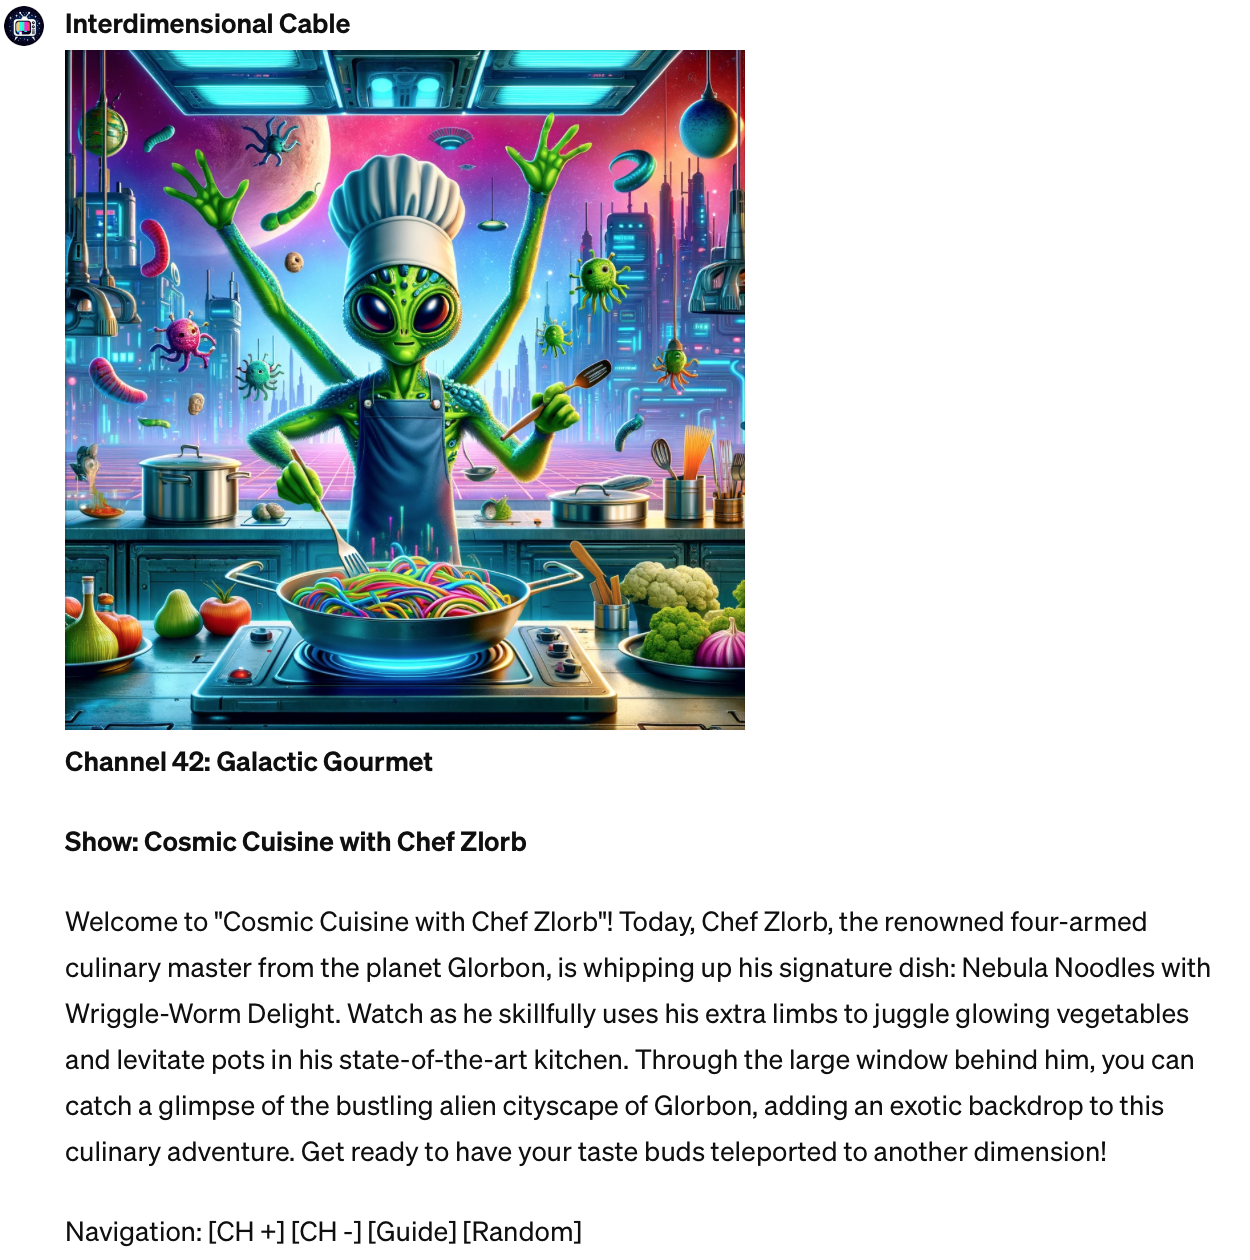 Interdimensional Cable
Channel 42: Galactic Gourmet
Show: Cosmic Cuisine with Chef Zlorb
Welcome to "Cosmic Cuisine with Chef Zlorb"! Today, Chef Zlorb, the renowned four-armed
culinary master from the planet Glorbon, is whipping up his signature dish: Nebula Noodles with
Wriggle-Worm Delight. Watch as he skillfully uses his extra limbs to juggle glowing vegetables
and levitate pots in his state-of-the-art kitchen. Through the large window behind him, you can
catch a glimpse of the bustling alien cityscape of Glorbon, adding an exotic backdrop to this
culinary adventure. Get ready to have your taste buds teleported to another dimension!
Navigation: [CH +] [CH -] [Guide] [Random]